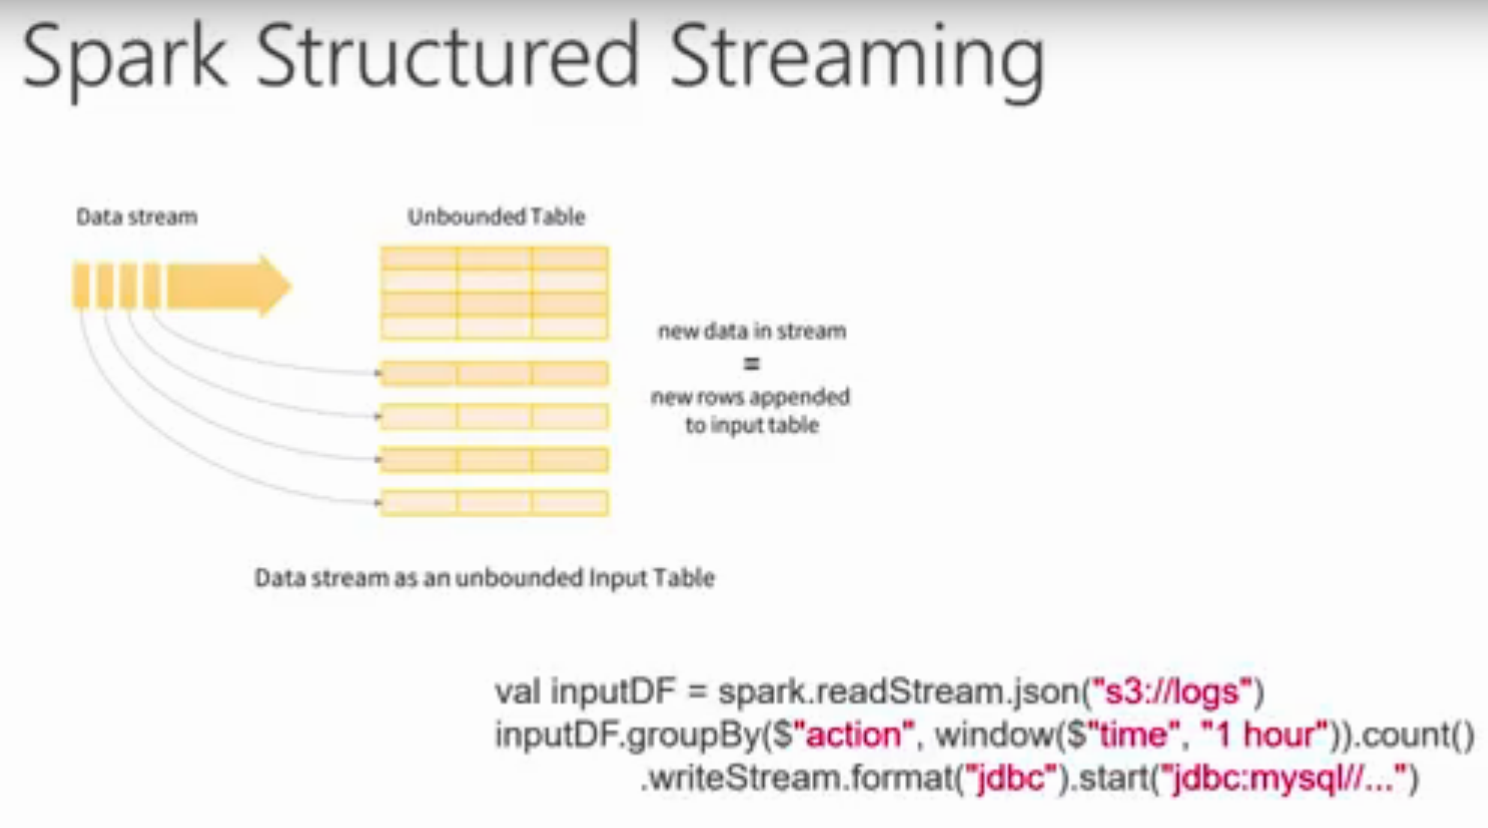 Spark Structured Streaming
Data stream
Unbounded Table
new data in stream
=
new rows appended
to input table
Data stream as an unbounded Input Table
val inputDF = spark.readStream.json("s3://logs")
inputDF.groupBy($"action", window($"time", "1 hour")).count()
.writeStream.format("jdbc").start("jdbc:mysql//...")